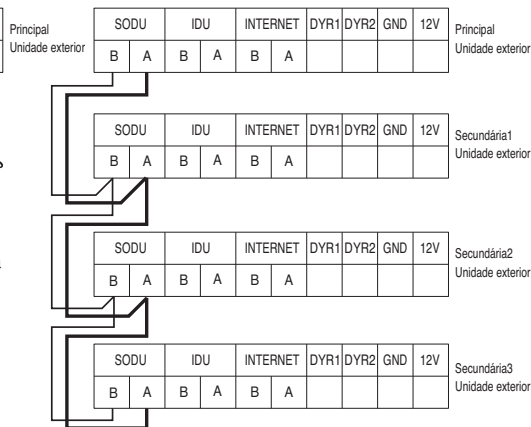 Principal
Unidade exterior
SODU IDU INTERNET DYR1 DYR2 GND 12V
B A B A B A
Principal
Unidade exterior
SODU IDU INTERNET DYR1 DYR2 GND 12V
B A B A B A
Secundária1
Unidade exterior
SODU IDU INTERNET DYR1 DYR2 GND 12V
B A B A B A
Secundária2
Unidade exterior
SODU IDU INTERNET DYR1 DYR2 GND 12V
B A B A B A
Secundária3
Unidade exterior